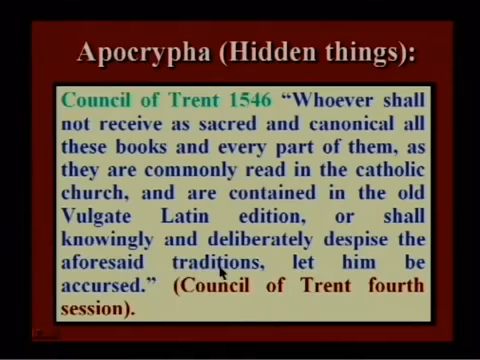 Apocrypha (Hidden things):
Council of Trent 1546 “Whoever shall
not receive as sacred and canonical all
these books and every part of them, as
they are commonly read in the catholic
church, and are contained in the old
Vulgate Latin edition, or shall
knowingly and deliberately despise the
aforesaid traditions, let him be
accursed.” (Council of Trent fourth
session).